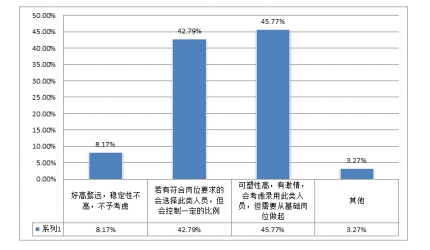 50.00%
45.00%
40.00%
35.00%
30.00%
25.00%
20.00%
15.00%
10.00%
5.00%
0.00%
8.17%
42.79%
45.77%
3.27%
好高骛远，稳定性不
高，不予考虑
若有符合岗位要求的
会选择此类人员，但
会控制一定的比例
可塑性高，有激情，
会考虑录用此类人
员，但需要从基础岗
位做起
其他
系列1 8.17% 42.79% 45.77% 3.27%